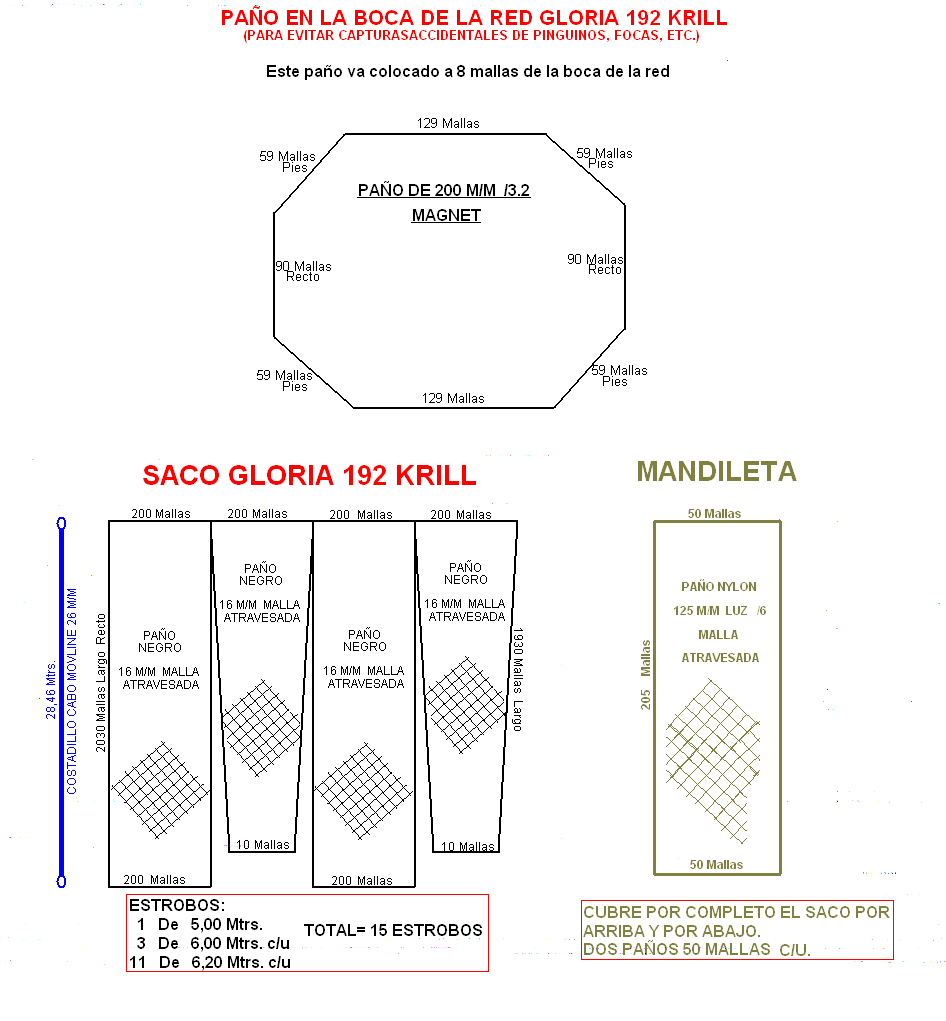 PAÑO EN LA BOCA DE LA RED GLORIA 192 KRILL
(PARA EVITAR CAPTURASACCIDENTALES DE PINGUINOS, FOCAS, ETC.)
Este paño va colocado a 8 mallas de la boca de la red
129 Mallas
59 Mallas
Pies
59 Mallas
Pies
PAÑO DE 200 M/M /3.2
MAGNET
90 Mallas
Recto
90 Mallas
Recto
59 Mallas
Pies
59 Mallas
Pies
129 Mallas
SACO GLORIA 192 KRILL
200 Mallas
200 Mallas
200 Mallas
200 Mallas
28,46 Mtrs.
COSTADILLO CABO MOVLINE 26 M/M
2030 Mallas Largo Recto
PAÑO
NEGRO
16 M/M MALLA
ATRAVESADA
PAÑO
NEGRO
16 M/M MALLA
ATRAVESADA
PAÑO
NEGRO
16 M/M MALLA
ATRAVESADA
PAÑO
NEGRO
16 M/M MALLA
ATRAVESADA
1930 Mallas Largo
10 Mallas
10 Mallas
200 Mallas
200 Mallas
ESTROBOS:
1 De 5,00 Mtrs.
3 De 6,00 Mtrs. c/u
11 De 6,20 Mtrs. c/u
TOTAL= 15 ESTROBOS
MANDILETA
50 Mallas
205 Mallas
PAÑO NYLON
125 M/M LUZ /6
MALLA
ATRAVESADA
50 Mallas
CUBRE POR COMPLETO EL SACO POR
ARRIBA Y POR ABAJO.
DOS PAÑOS 50 MALLAS C/U.